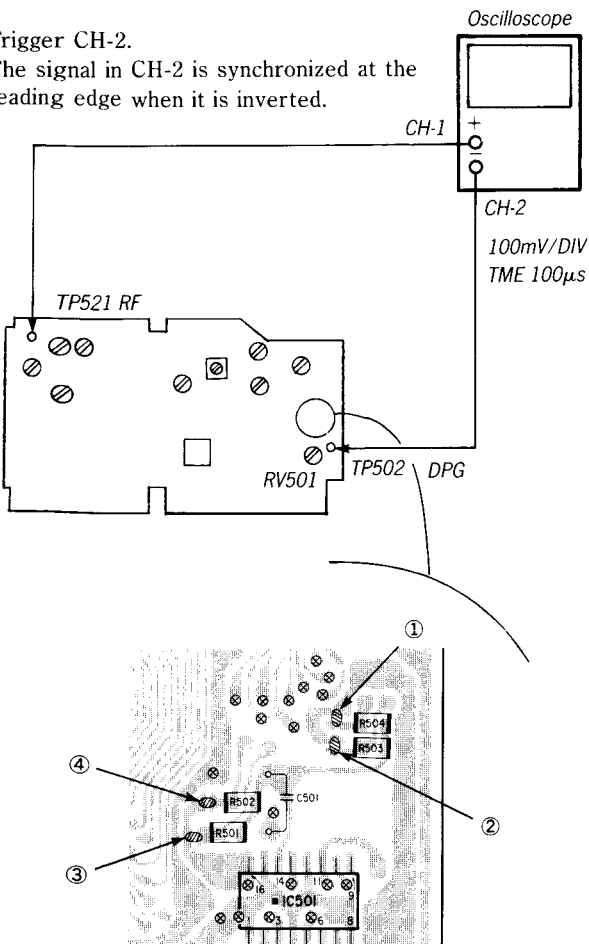 Oscilloscope
rigger CH-2.
he signal in CH-2 is synchronized at the
eading edge when it is inverted.
CH-1
+
−
CH-2
100mV/DIV
TME 100μs
TP521 RF
RV501
TP502 DPG
①
R504
R503
②
④
R502
C501
③
R501
16
14
11
9
IC501
1
3
6
8